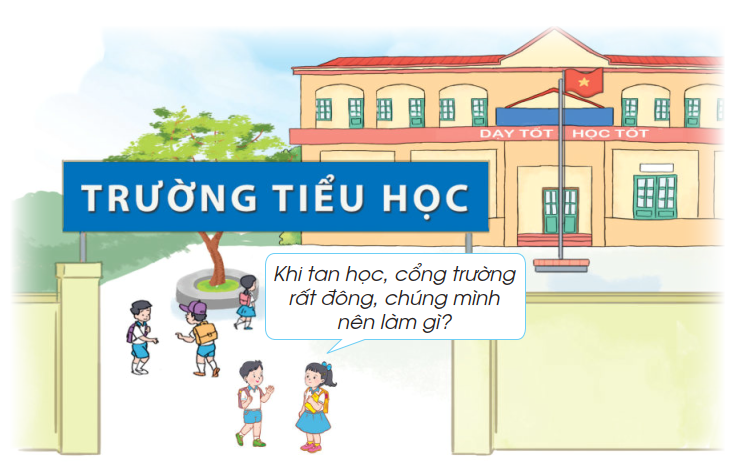 DẠY TỐT HỌC TỐT
TRƯỜNG TIỂU HỌC
Khi tan học, cổng trường
rất đông, chúng mình
nên làm gì?